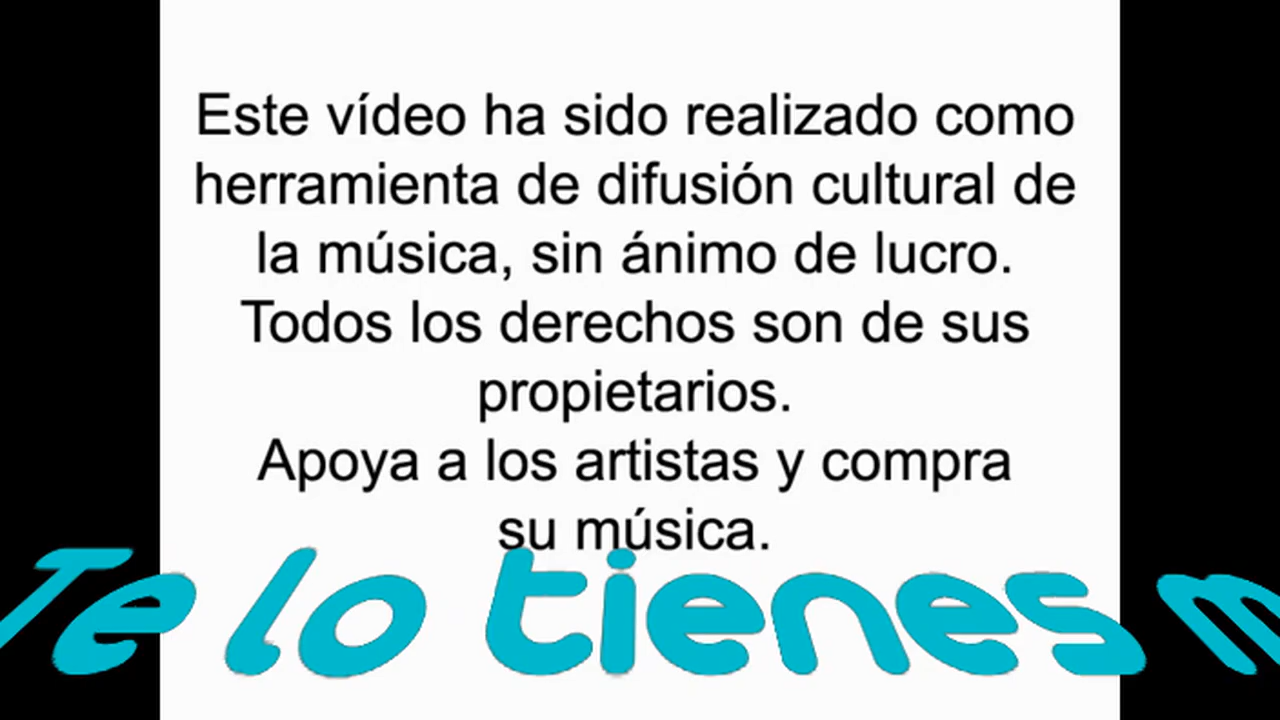 Este vídeo ha sido realizado como
herramienta de difusión cultural de
la música, sin ánimo de lucro.
Todos los derechos son de sus
propietarios.
Apoya a los artistas y compra
su música.
Te lo tienes